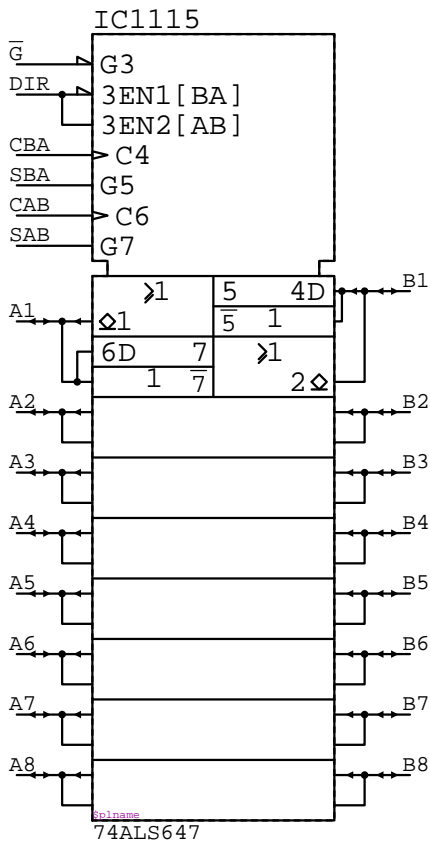 IC1115
G̅ G3
DIR 3EN1[BA]
3EN2[AB]
CBA C4
SBA G5
CAB C6
SAB G7
≥1 5 4D B1
A1 1 5̅ 1
6D 7 ≥1
1 7̅ 2
A2 B2
A3 B3
A4 B4
A5 B5
A6 B6
A7 B7
A8 B8
$plname
74ALS647